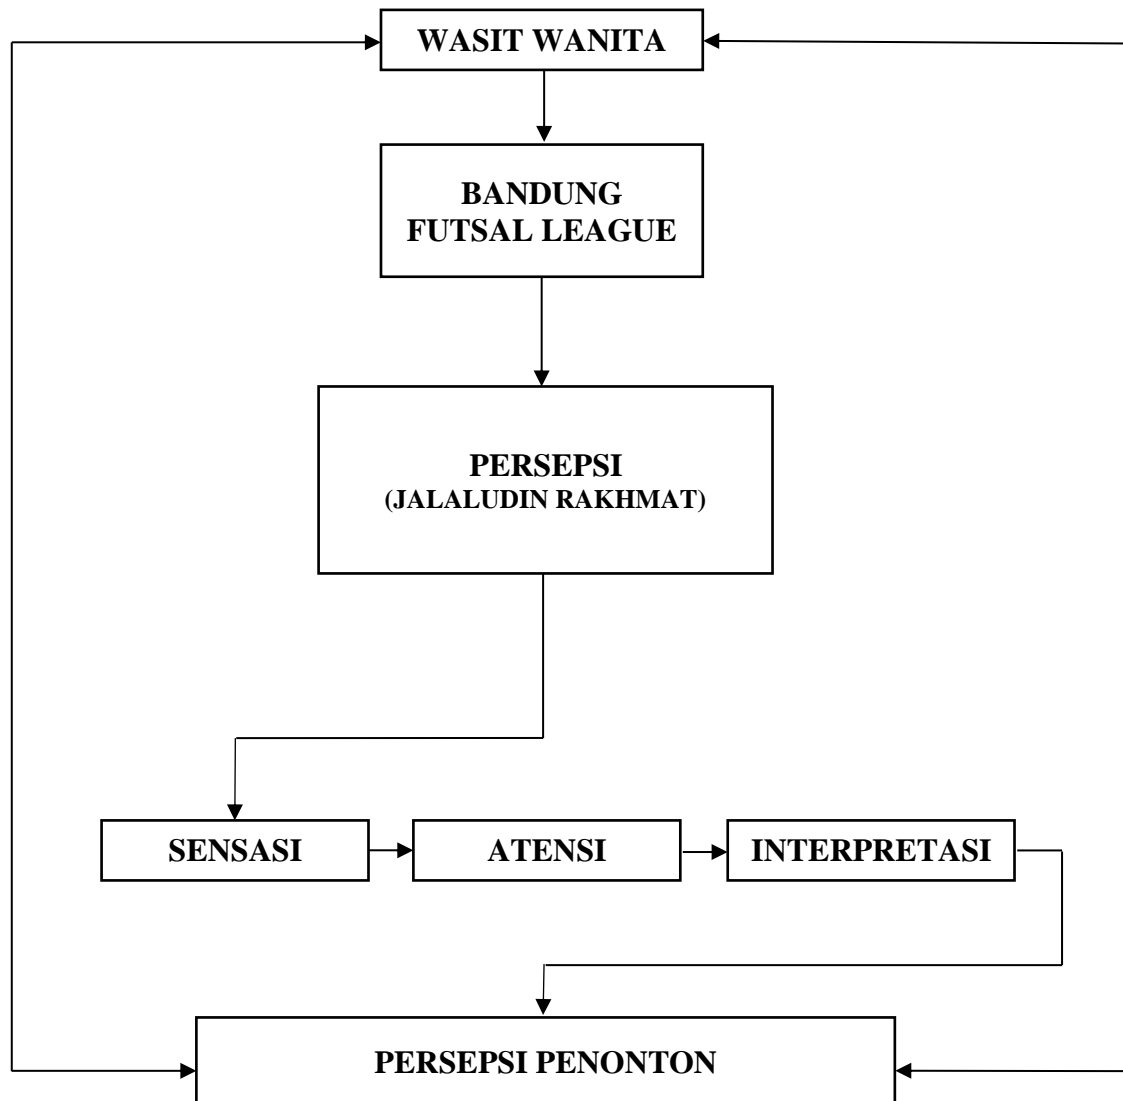 WASIT WANITA
BANDUNG
FUTSAL LEAGUE
PERSEPSI
(JALALUDIN RAKHMAT)
SENSASI
ATENSI
INTERPRETASI
PERSEPSI PENONTON